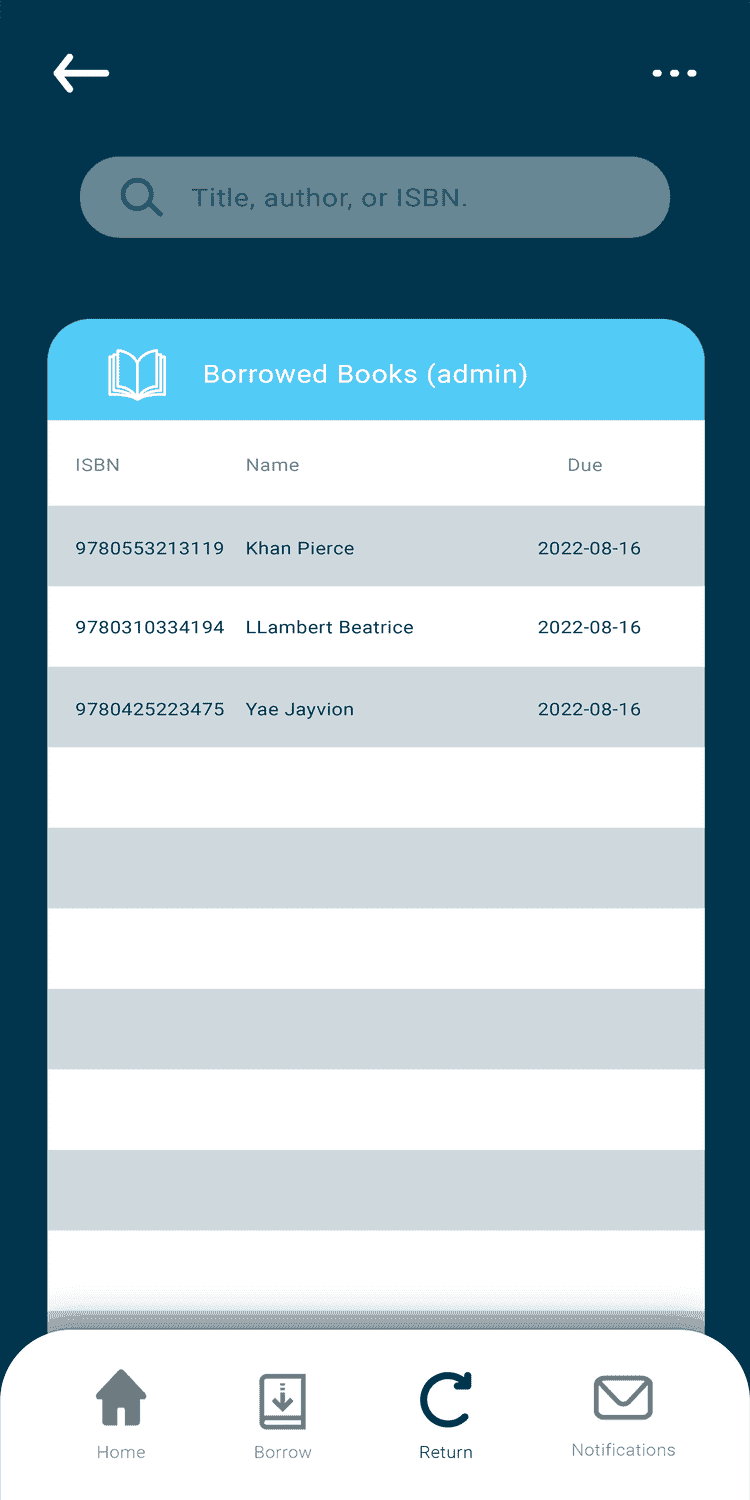 Title, author, or ISBN.
Borrowed Books (admin)
ISBN Name Due
9780553213119 Khan Pierce 2022-08-16
9780310334194 LLambert Beatrice 2022-08-16
9780425223475 Yae Jayvion 2022-08-16
Home Borrow Return Notifications